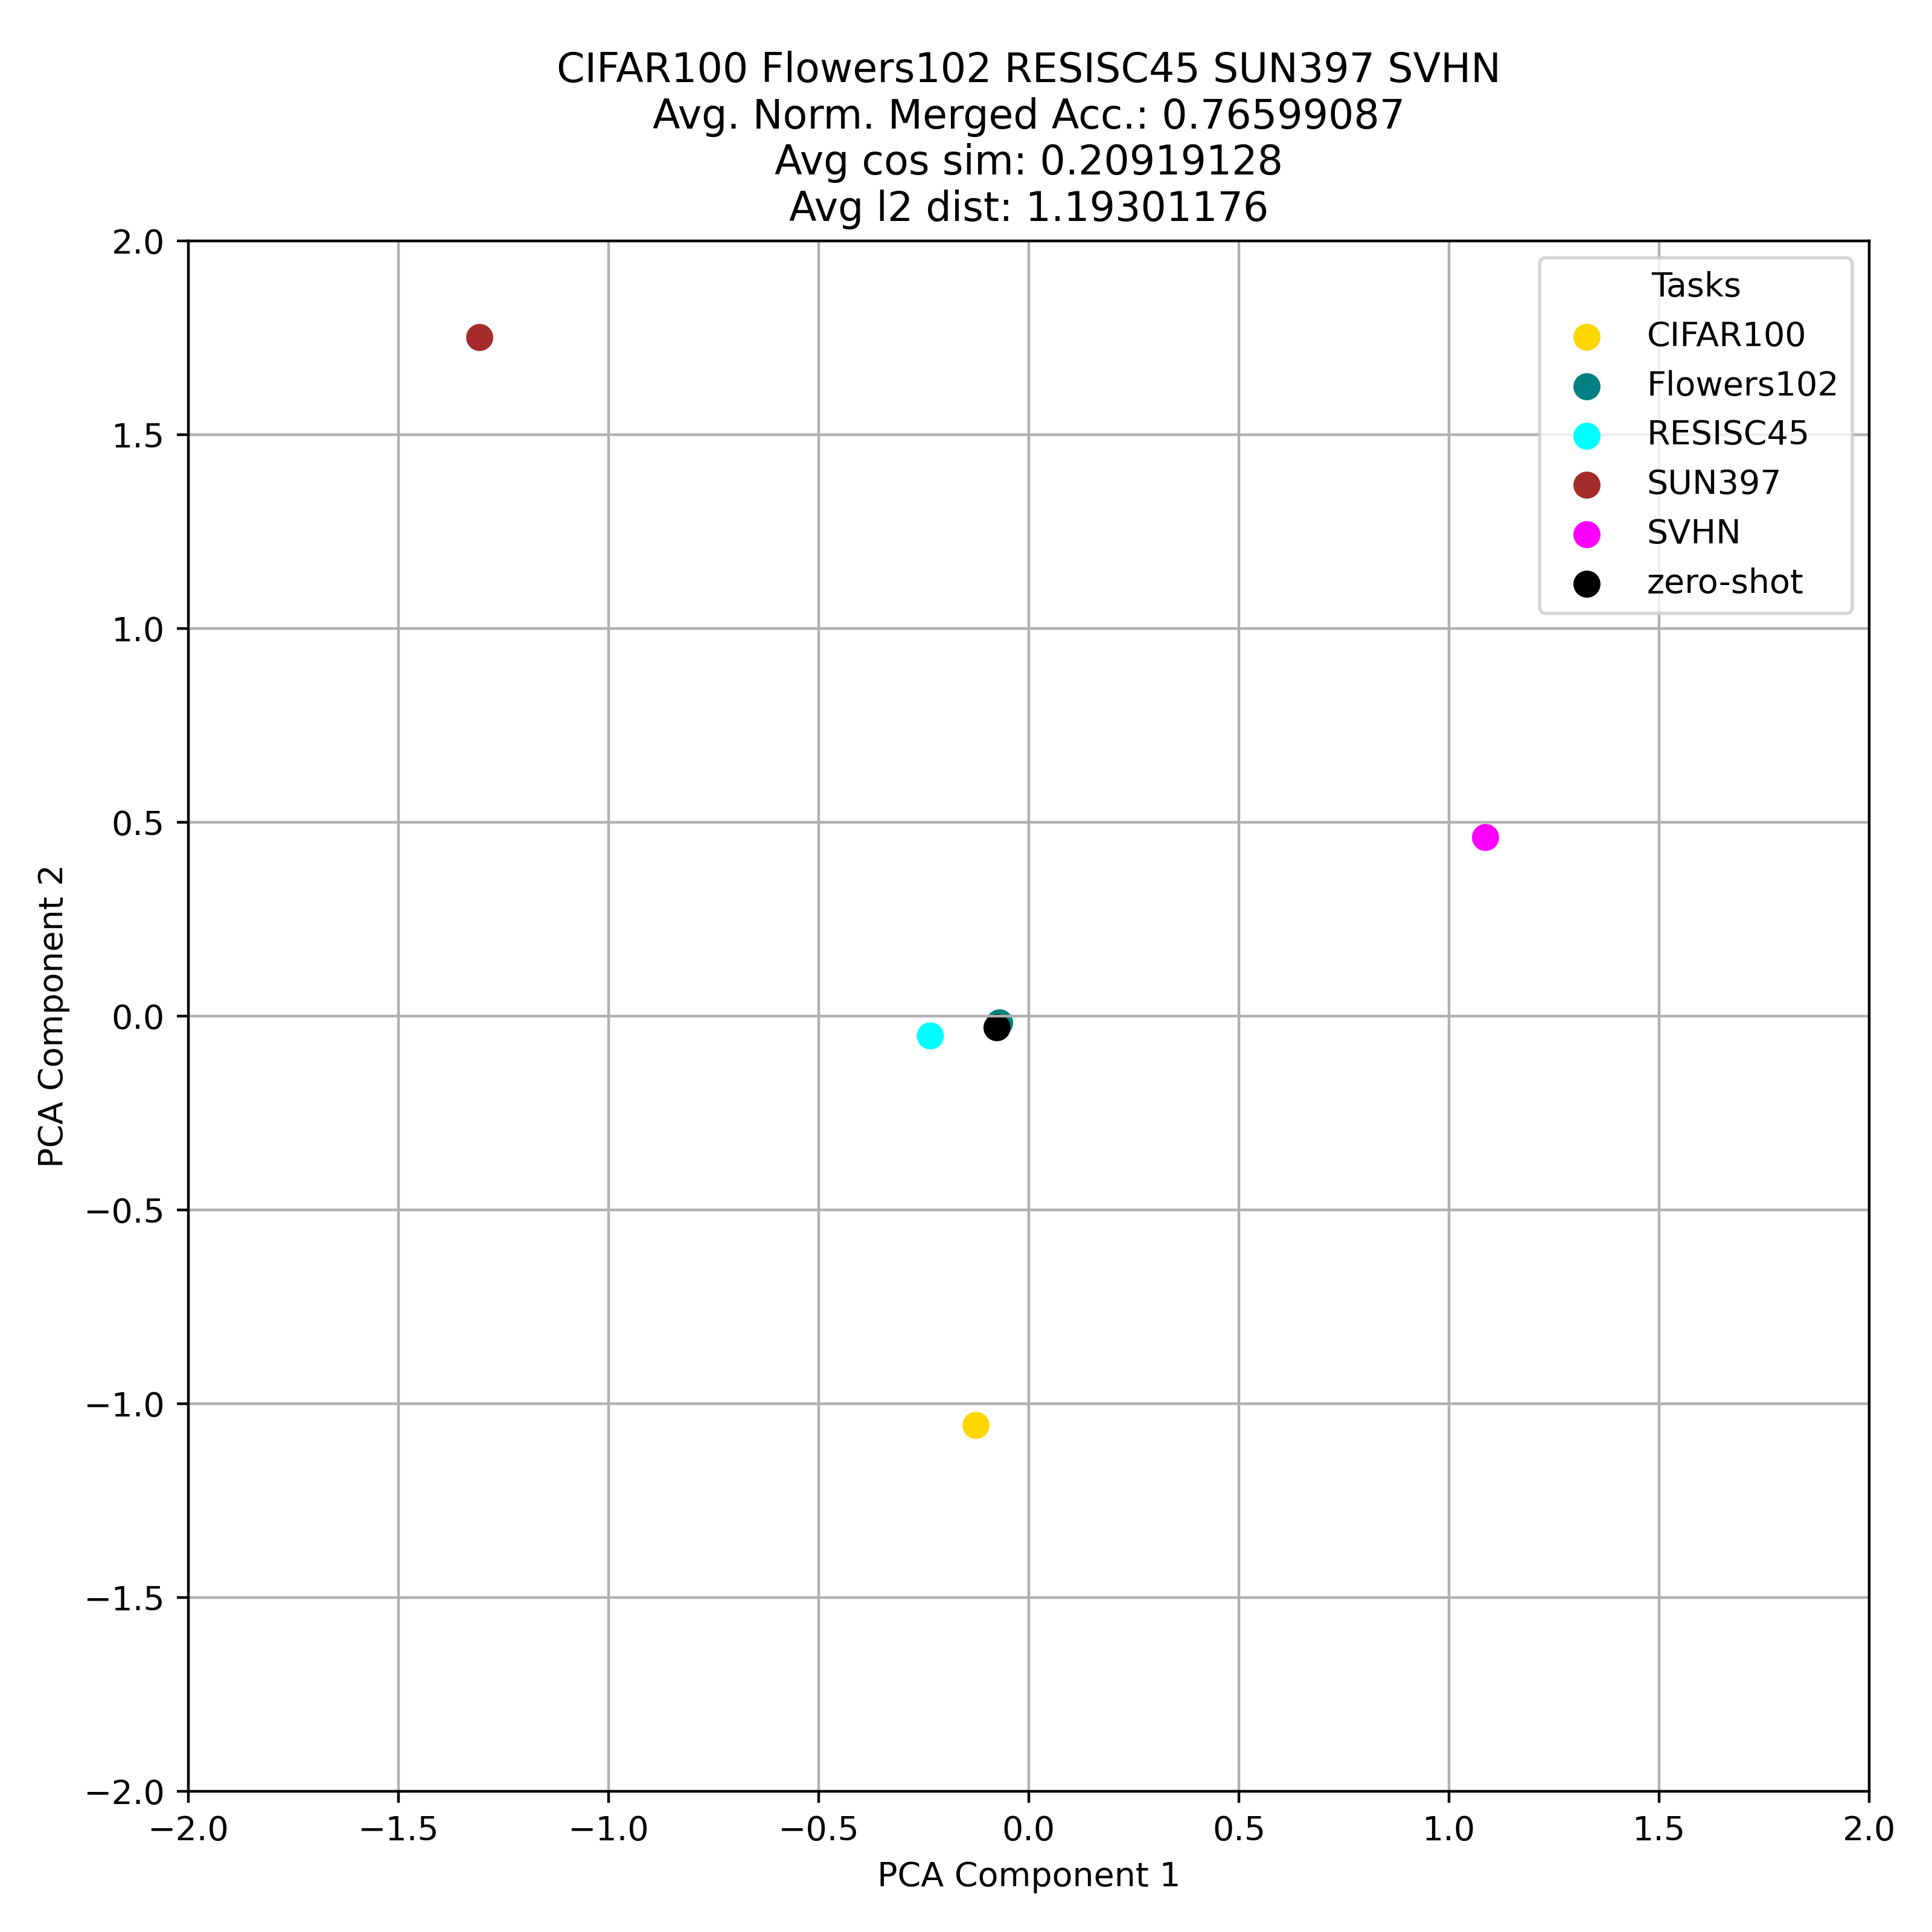 CIFAR100 Flowers102 RESISC45 SUN397 SVHN
Avg. Norm. Merged Acc.: 0.76599087
Avg cos sim: 0.20919128
Avg l2 dist: 1.19301176
Tasks
CIFAR100
Flowers102
RESISC45
SUN397
SVHN
zero-shot
PCA Component 2
2.0
1.5
1.0
0.5
0.0
−0.5
−1.0
−1.5
−2.0
−2.0 −1.5 −1.0 −0.5 0.0 0.5 1.0 1.5 2.0
PCA Component 1